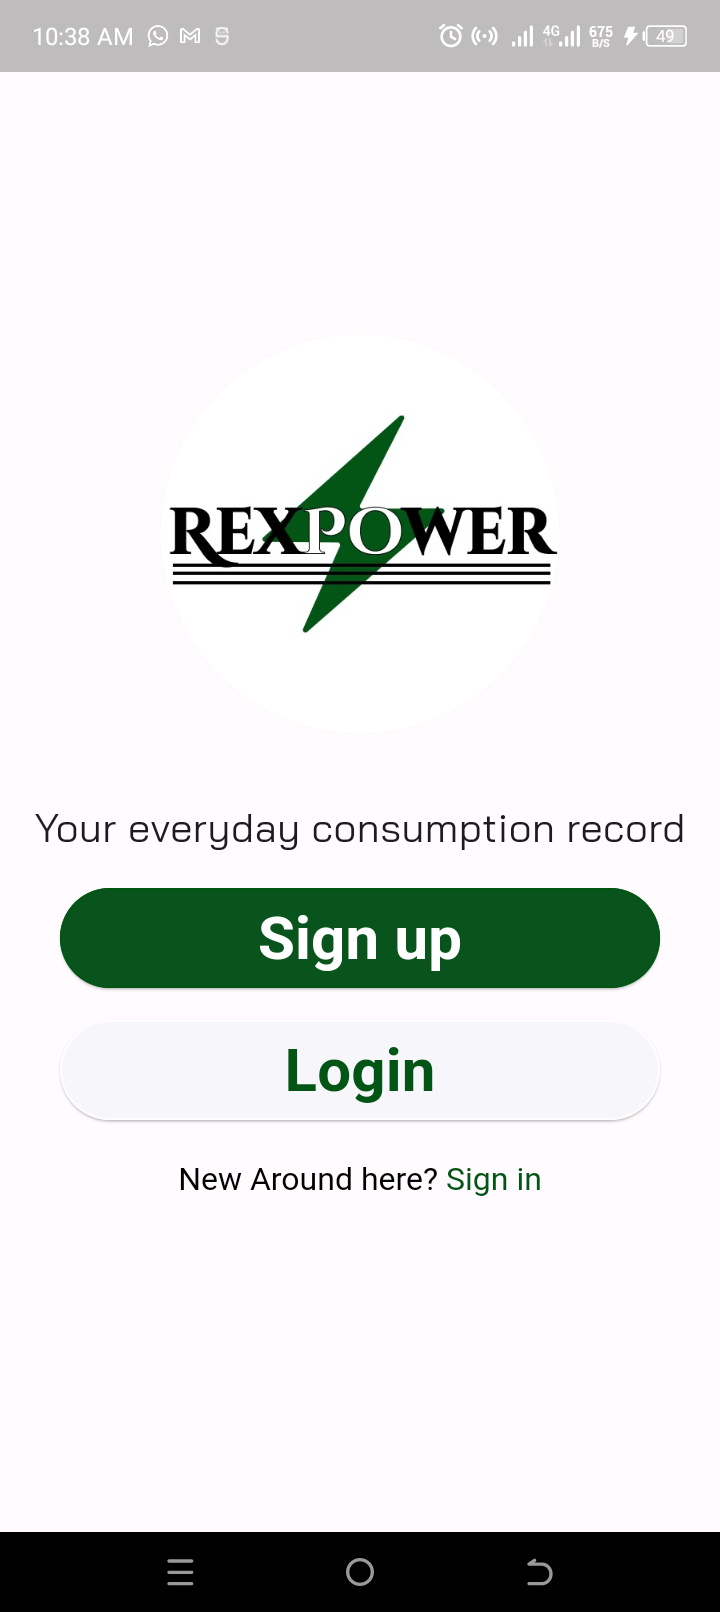 10:38 AM 4G 675 B/S 49
REXPOWER
Your everyday consumption record
Sign up
Login
New Around here? Sign in